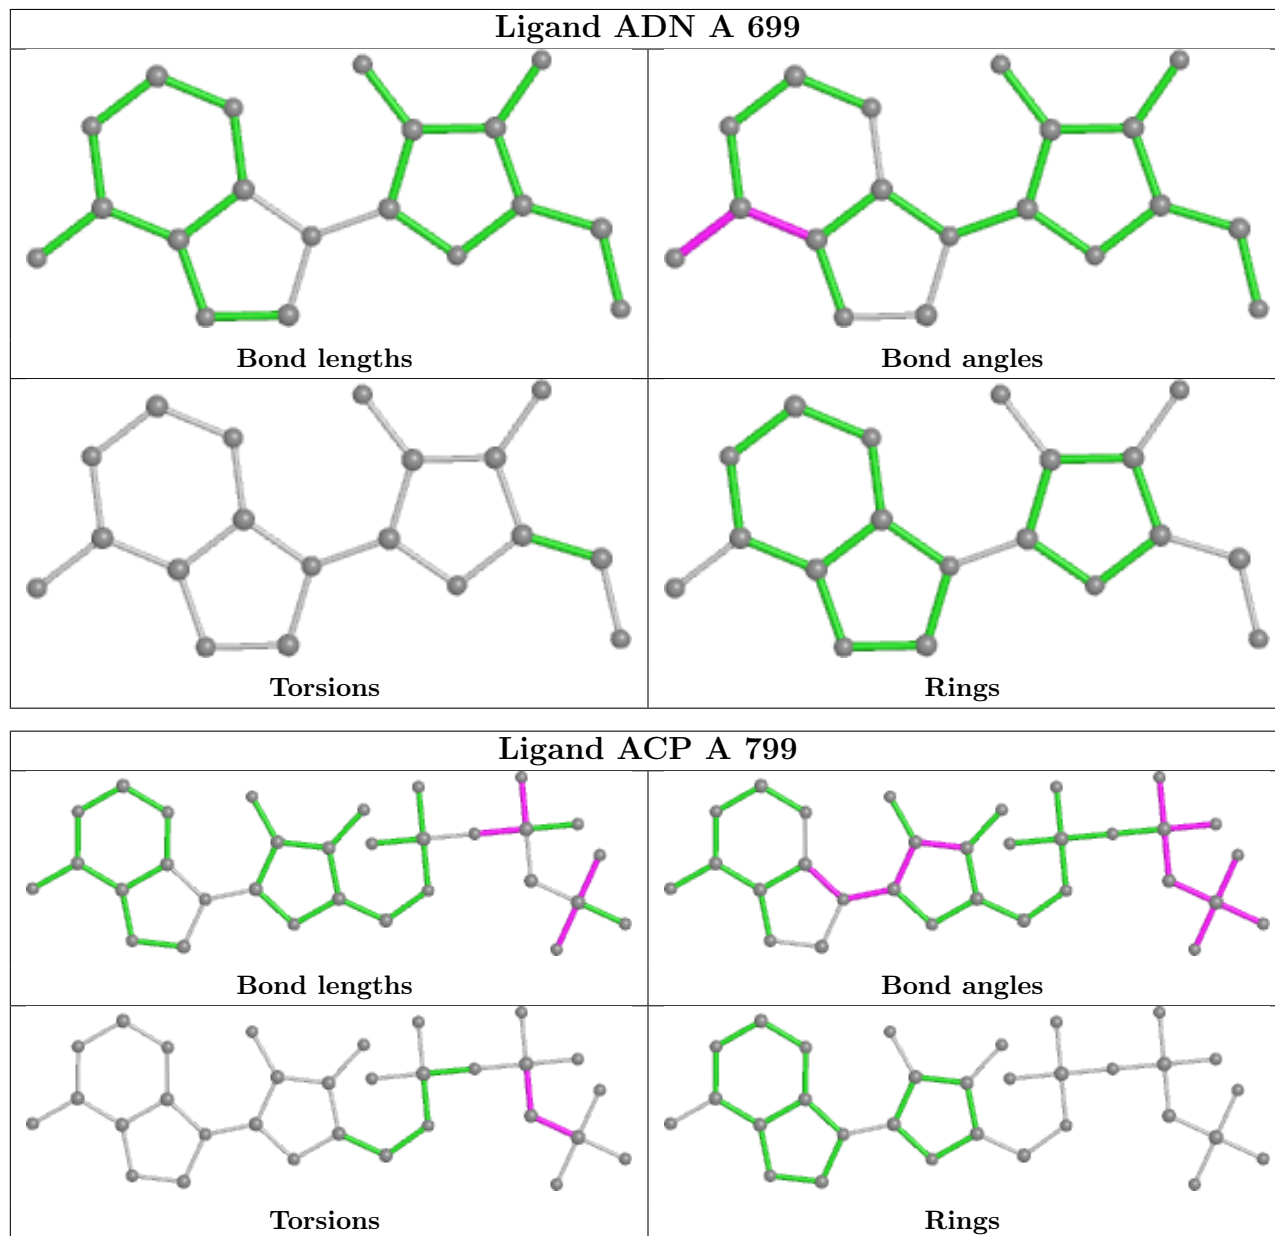 Ligand ADN A 699
Bond lengths
Bond angles
Torsions
Rings
Ligand ACP A 799
Bond lengths
Bond angles
Torsions
Rings